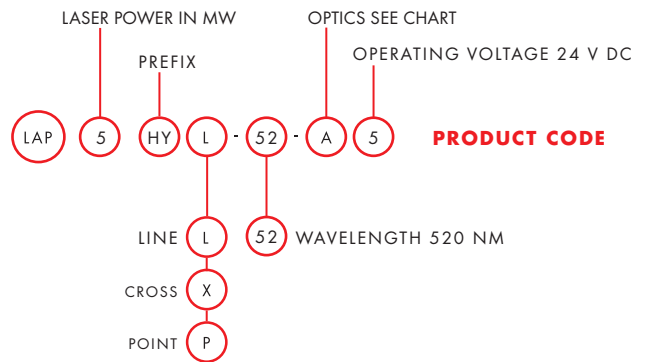 LASER POWER IN MW
OPTICS SEE CHART
PREFIX
OPERATING VOLTAGE 24 V DC
LAP 5 HY L - 52 - A 5 PRODUCT CODE
LINE L 52 WAVELENGTH 520 NM
CROSS X
POINT P